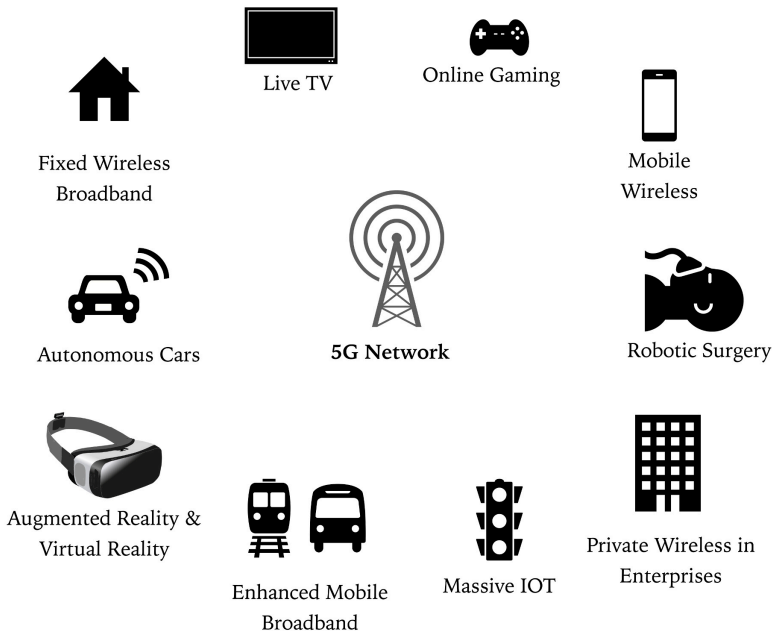 Live TV
Online Gaming
Fixed Wireless
Broadband
Mobile
Wireless
Autonomous Cars
5G Network
Robotic Surgery
Augmented Reality &
Virtual Reality
Enhanced Mobile
Broadband
Massive IOT
Private Wireless in
Enterprises